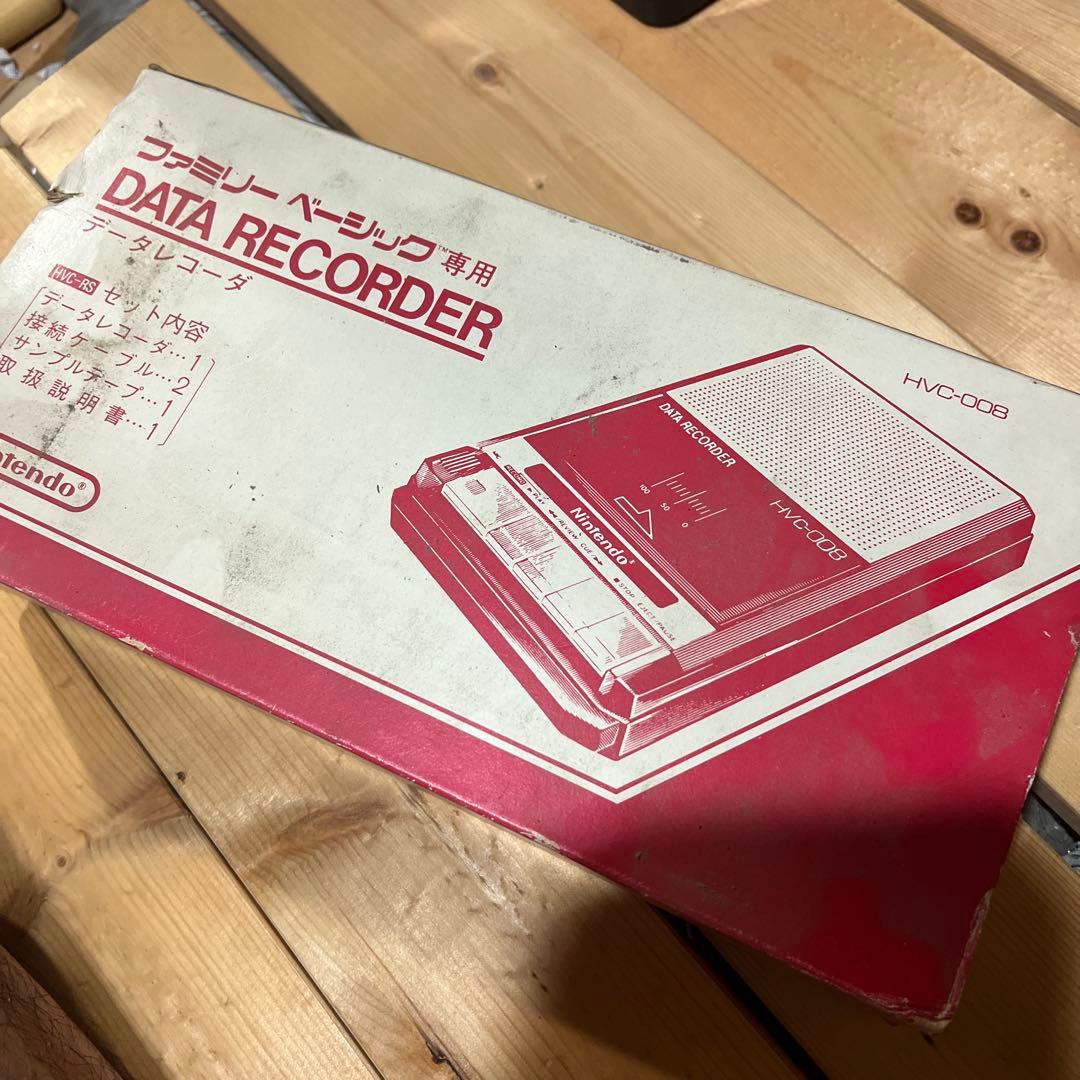 ファミリー ベーシック™専用
DATA RECORDER
データレコーダ
HVC-RS セット内容
データレコーダ…1
接続ケーブル…2
サンプルテープ…1
取扱説明書…1
Nintendo®
HVC-008
DATA RECORDER
100 50 0
HVC-008
Nintendo®
RECORD ▶PLAY ◀◀/REVIEW CUE/▶▶ ■STOP EJECT/PAUSE